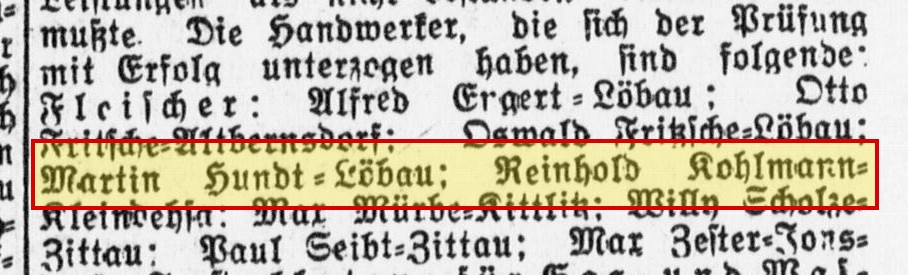 mußte. Die Handwerker, die sich der Prüfung
mit Erfolg unterzogen haben, sind folgende:
Fleischer: Alfred Ergert-Löbau; Otto
Fritsche-Altbernsdorf; Oswald Fritzsche-Löbau;
Martin Hundt-Löbau; Reinhold Kohlmann-
Kleindehsa; Max Mürbe-Kittlitz; Willy Scholze-
Zittau; Paul Seibt-Zittau; Max Zester-Jons-